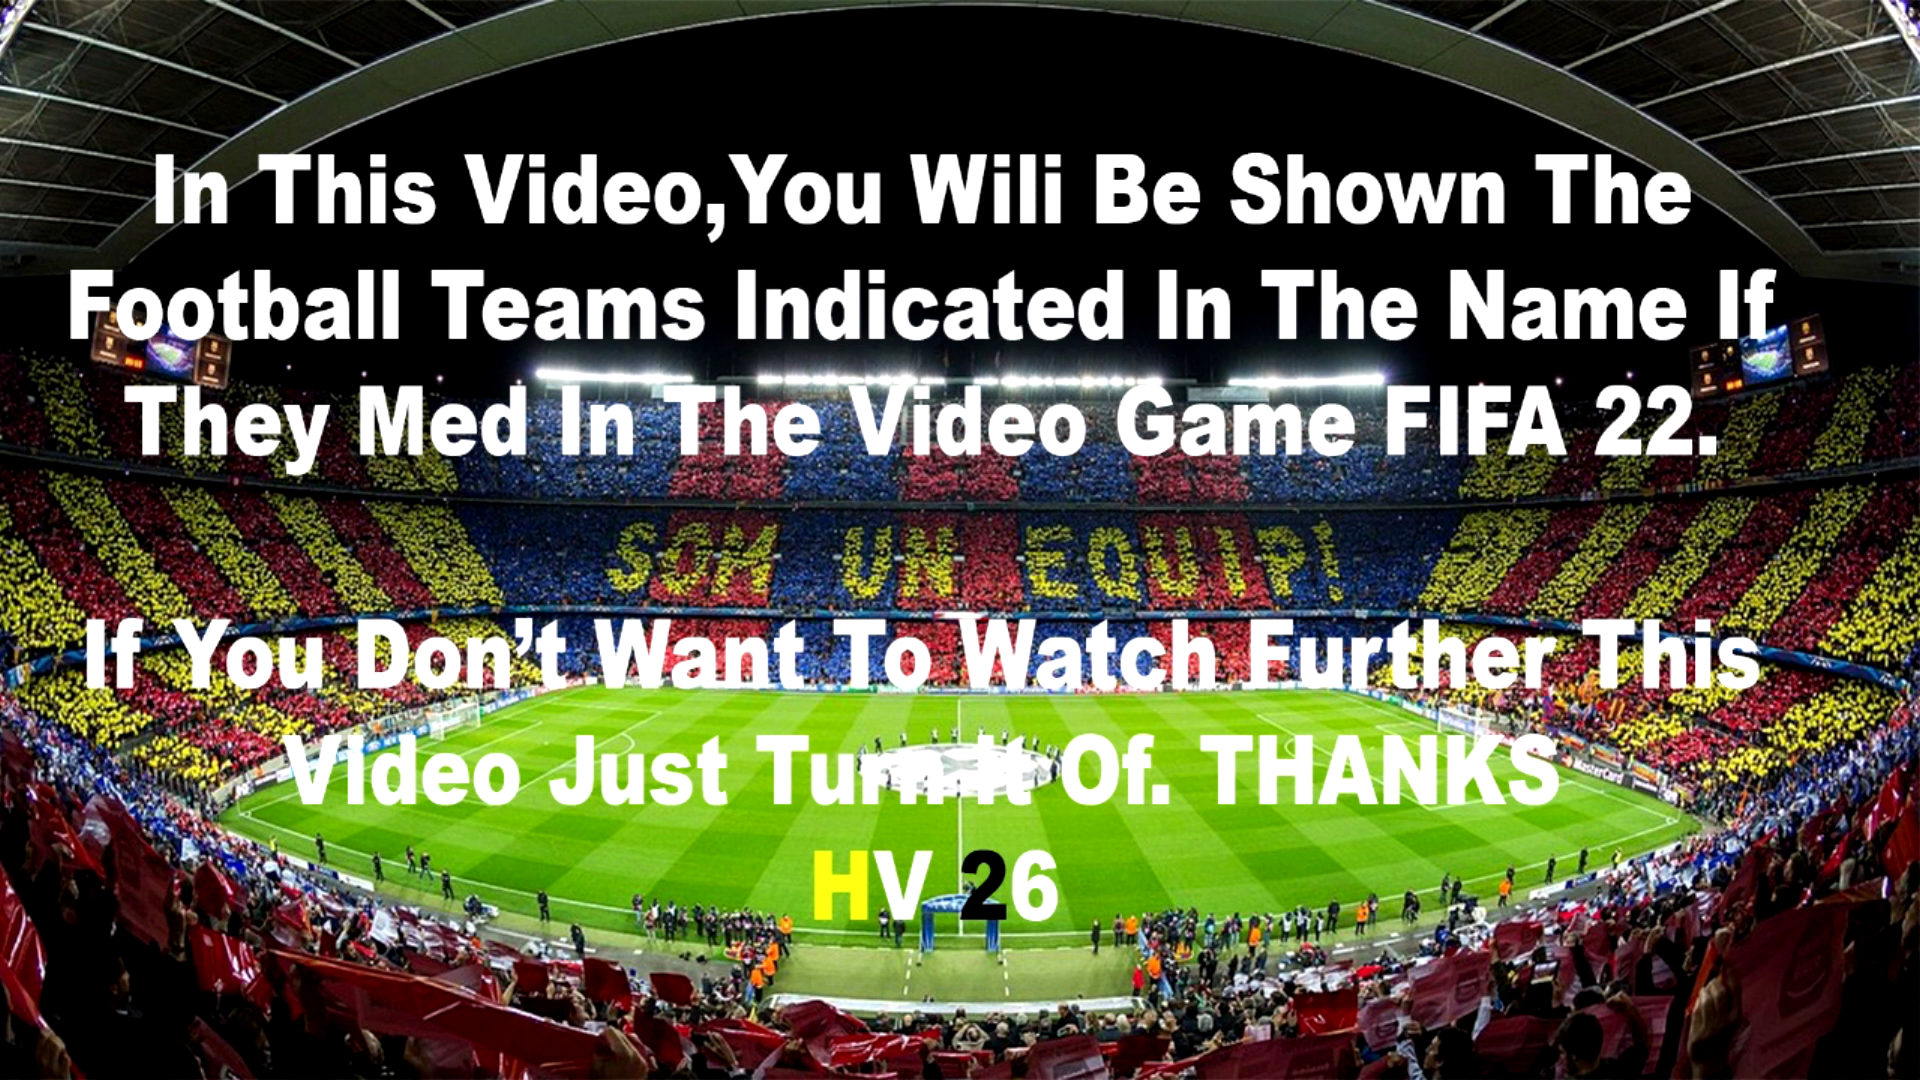 In This Video,You Wili Be Shown The
Football Teams Indicated In The Name If
They Med In The Video Game FIFA 22.
SOM UN EQUIP!
If You Don't Want To Watch Further This
Video Just Turn It Of. THANKS
HV 26
MasterCard